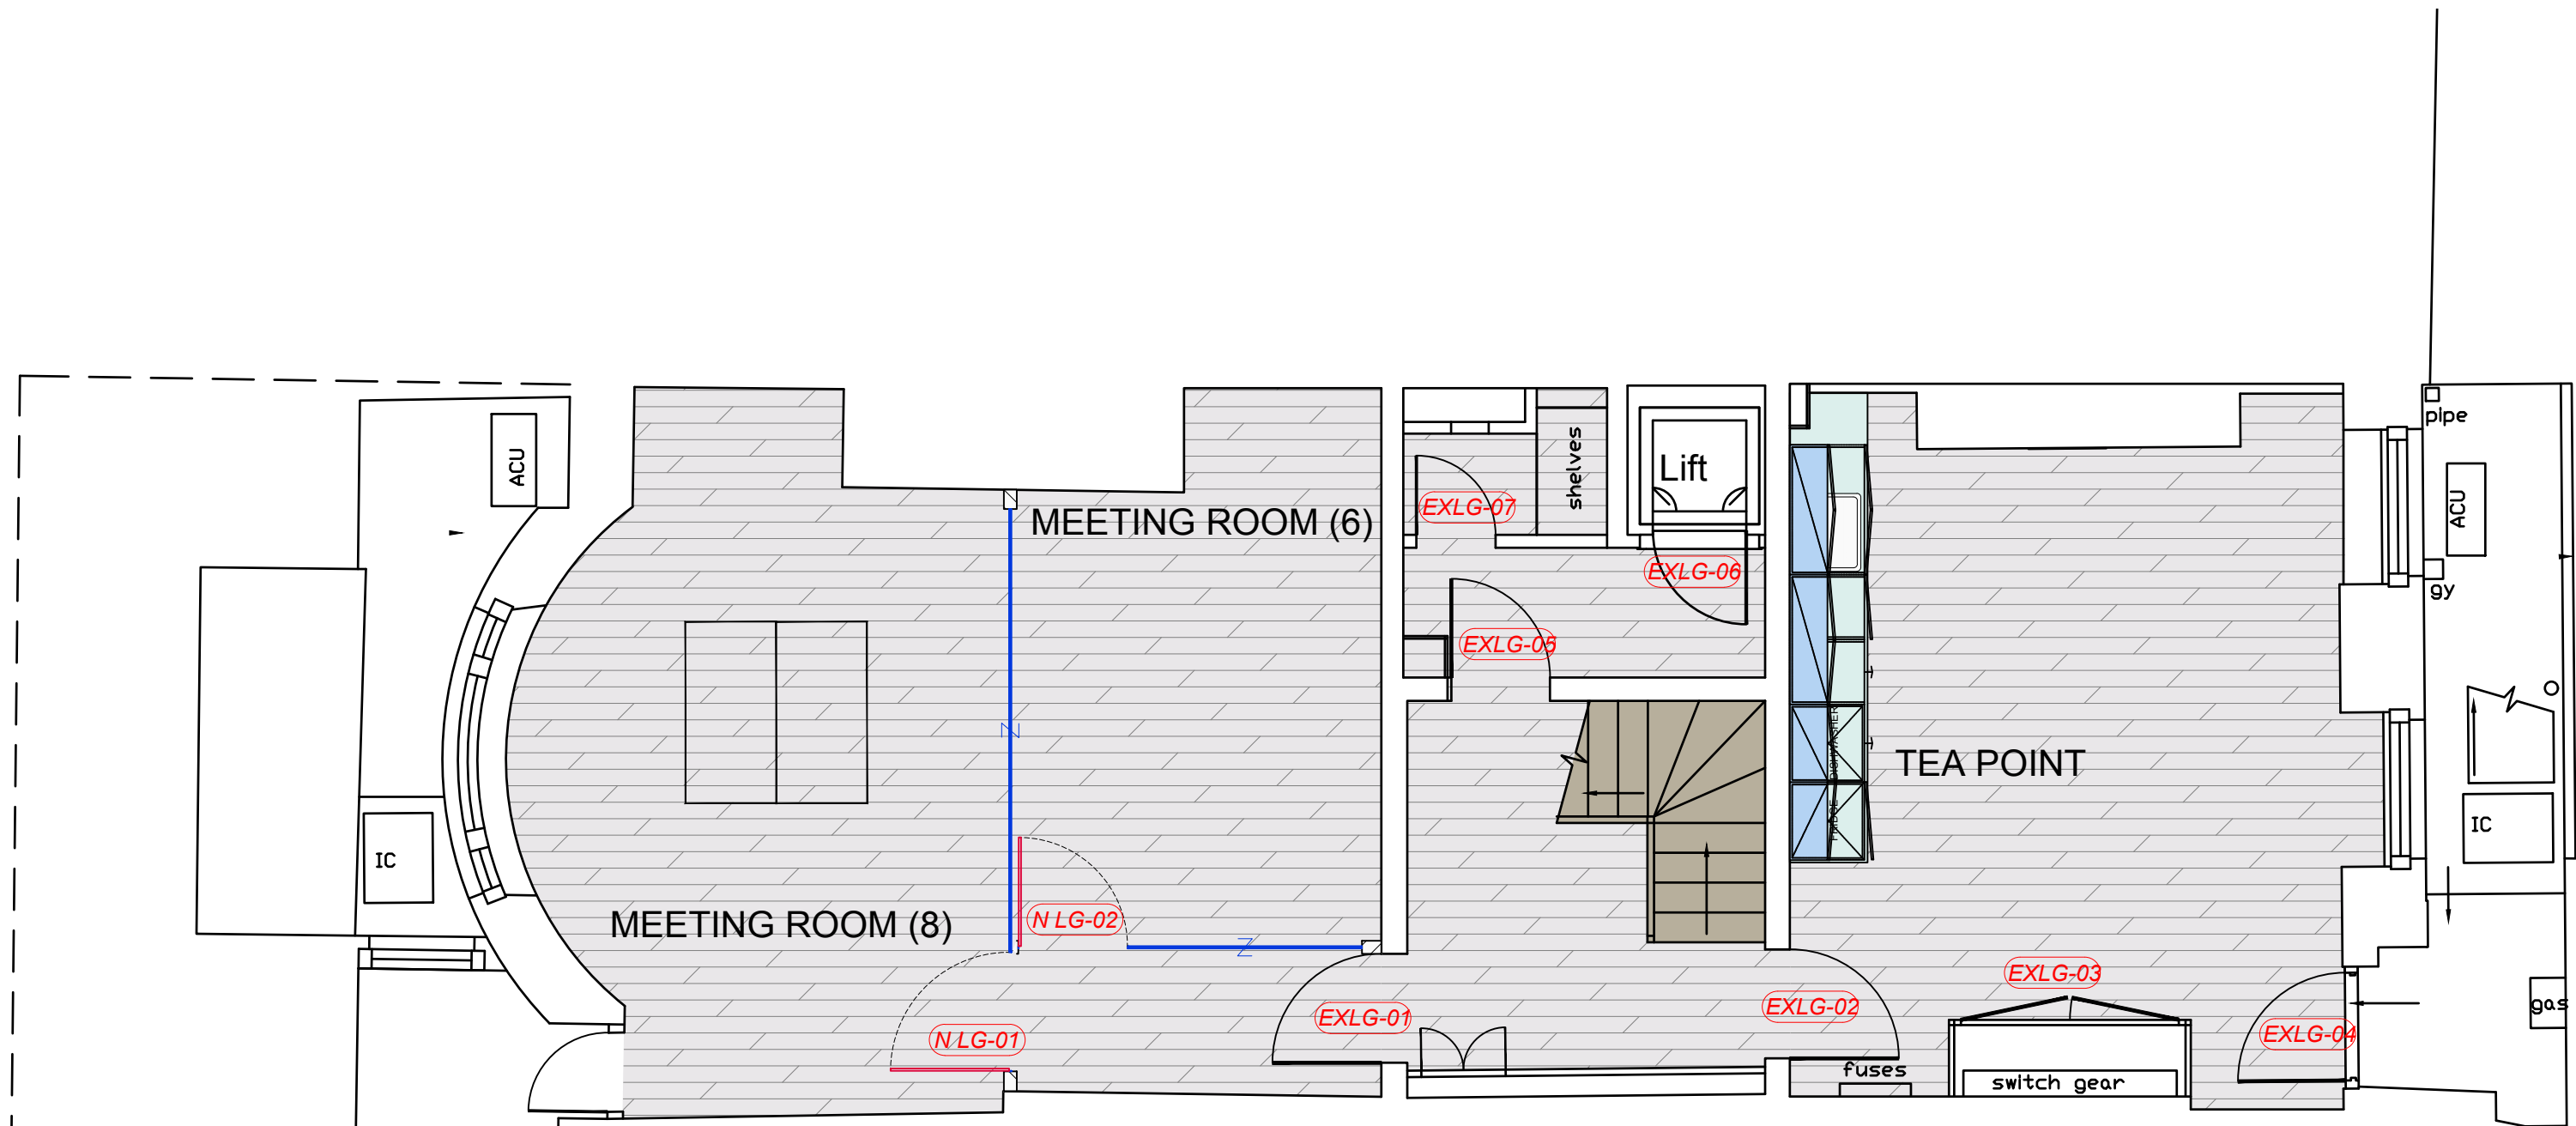 pipe
ACU
Lift
shelves
ACU
EXLG-07
MEETING ROOM (6)
EXLG-06
gy
EXLG-05
DISHWASHER
TEA POINT
FRIDGE
IC
IC
N LG-02
MEETING ROOM (8)
EXLG-03
gas
EXLG-02
EXLG-01
EXLG-04
N LG-01
fuses
switch gear